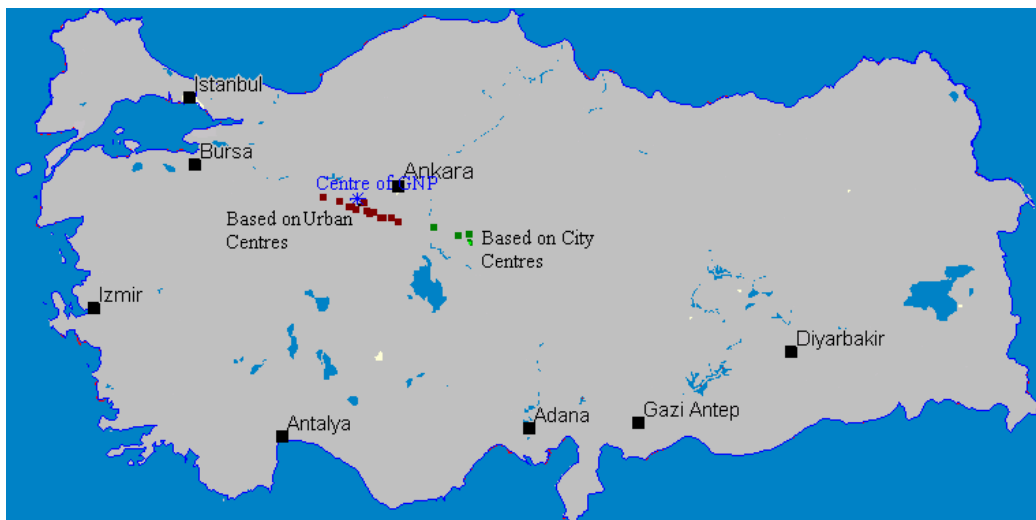 Istanbul
Bursa
Ankara
Centre of GNP
Based on Urban
Centres
Based on City
Centres
Izmir
Diyarbakir
Antalya
Adana
Gazi Antep